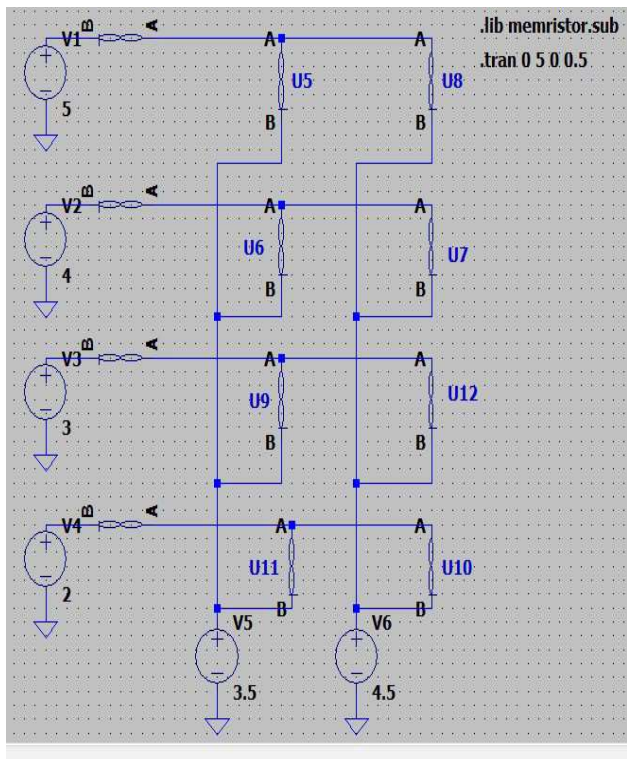 .lib memristor.sub
B A
V1 A A
.tran 0 5 0 0.5
U5 U8
5
B B
B A
V2 A A
U6 U7
4
B B
B A
V3 A A
U9 U12
3
B B
B A
V4 A A
U11 U10
2
B B
V5 V6
3.5 4.5